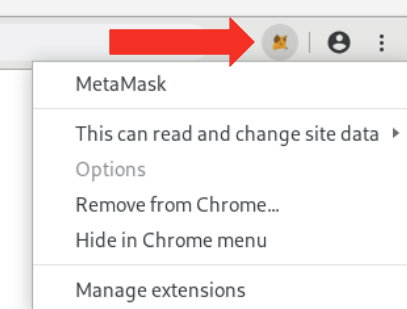 MetaMask
This can read and change site data
Options
Remove from Chrome...
Hide in Chrome menu
Manage extensions